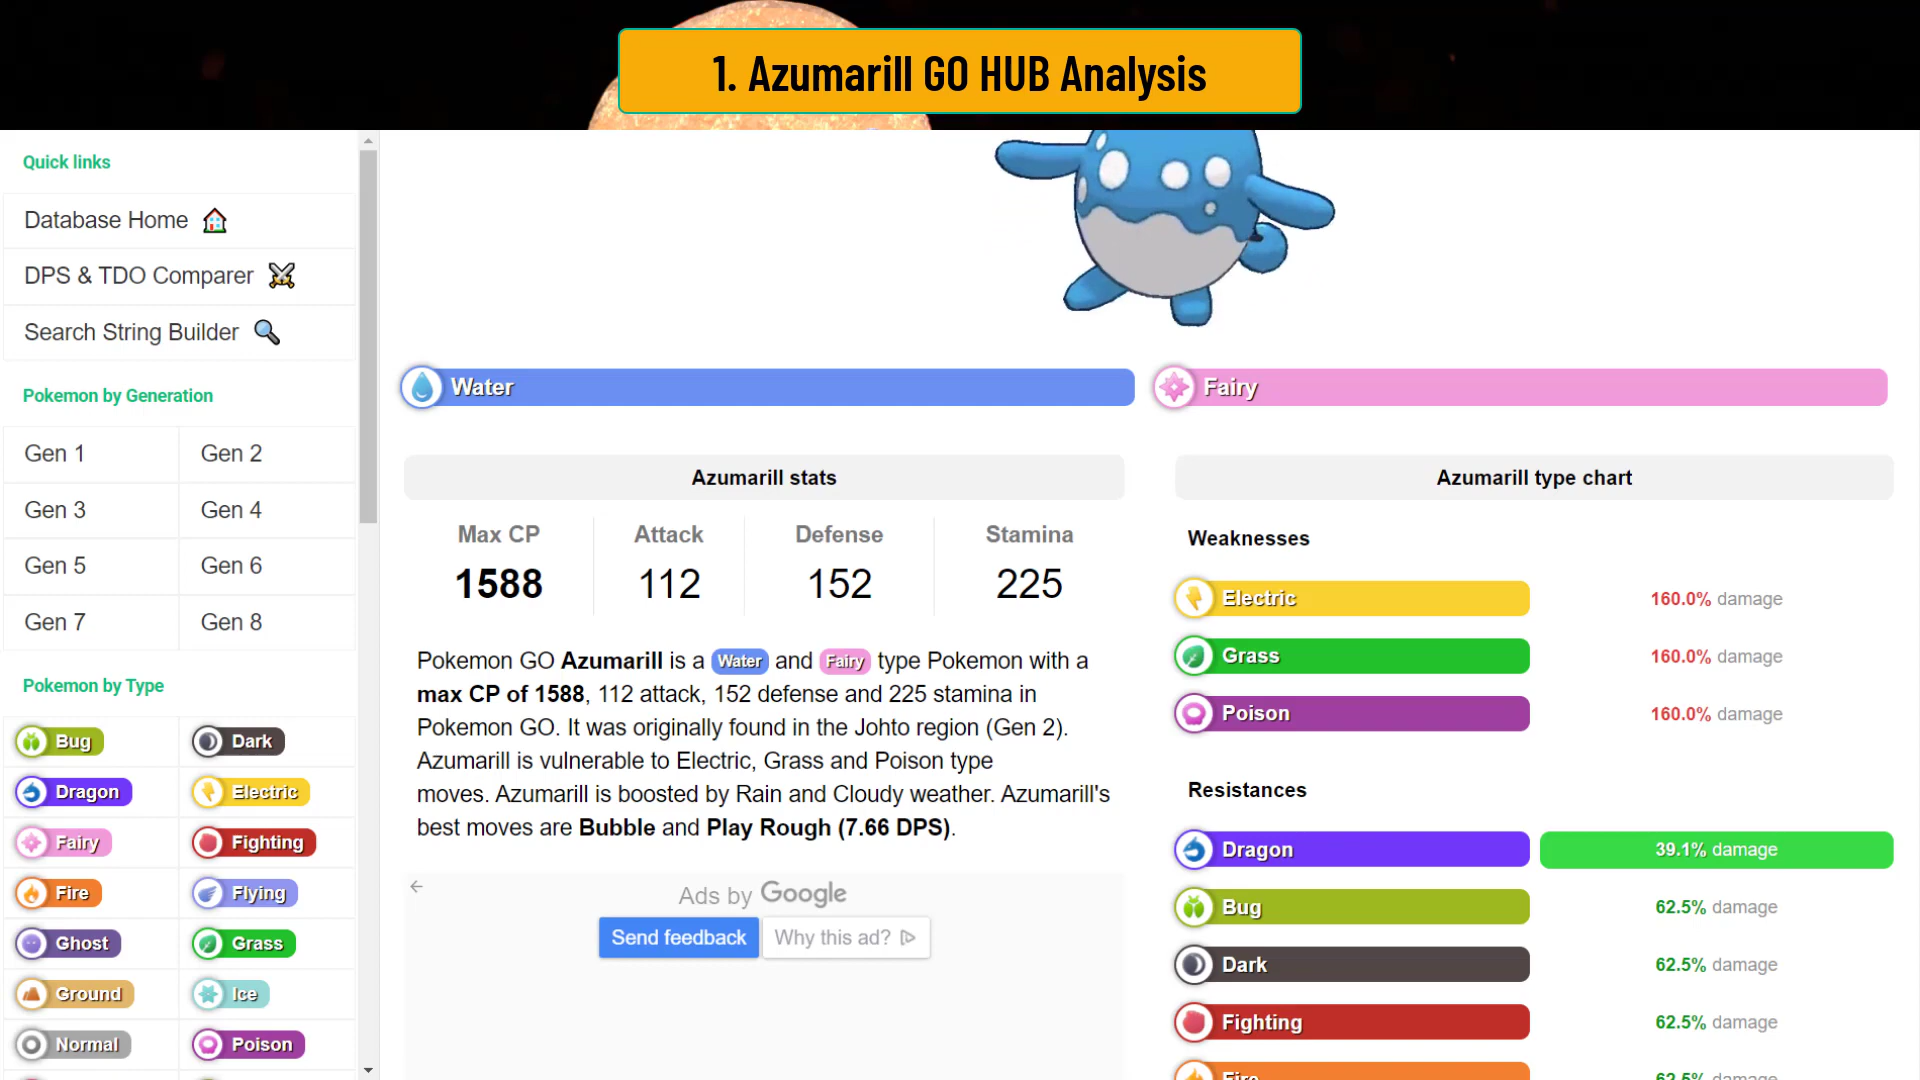 1. Azumarill GO HUB Analysis
Quick links
Database Home
DPS & TDO Comparer
Search String Builder
Pokemon by Generation
Gen 1
Gen 2
Gen 3
Gen 4
Gen 5
Gen 6
Gen 7
Gen 8
Pokemon by Type
Bug
Dark
Dragon
Electric
Fairy
Fighting
Fire
Flying
Ghost
Grass
Ground
Ice
Normal
Poison
Water
Fairy
Azumarill stats
Max CP
Attack
Defense
Stamina
1588
112
152
225
Pokemon GO Azumarill is a Water and Fairy type Pokemon with a
max CP of 1588, 112 attack, 152 defense and 225 stamina in
Pokemon GO. It was originally found in the Johto region (Gen 2).
Azumarill is vulnerable to Electric, Grass and Poison type
moves. Azumarill is boosted by Rain and Cloudy weather. Azumarill's
best moves are Bubble and Play Rough (7.66 DPS).
Ads by Google
Send feedback
Why this ad?
Azumarill type chart
Weaknesses
Electric
160.0% damage
Grass
160.0% damage
Poison
160.0% damage
Resistances
Dragon
39.1% damage
Bug
62.5% damage
Dark
62.5% damage
Fighting
62.5% damage
Fire
62.5% damage